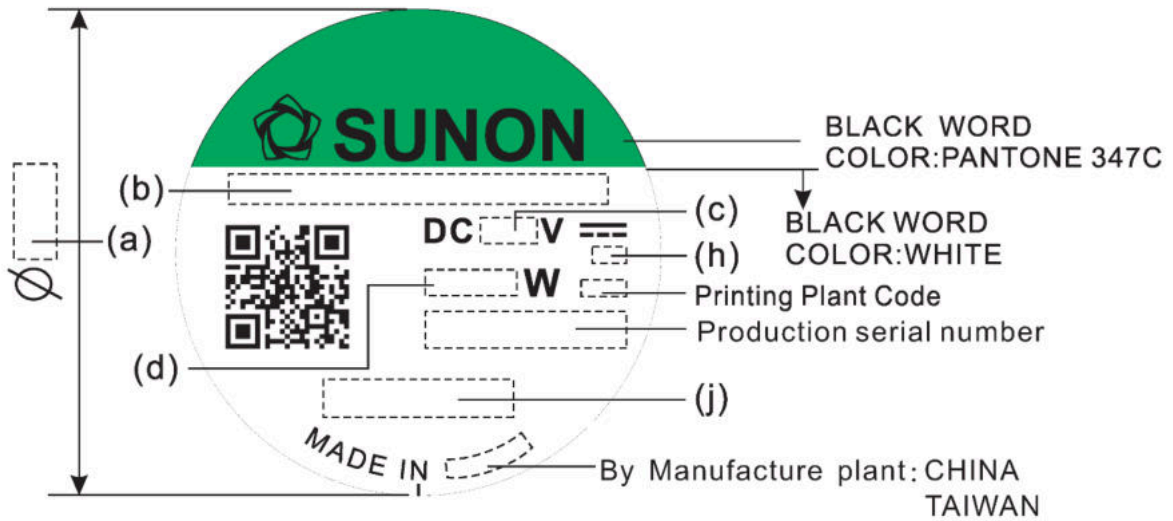 SUNON
BLACK WORD
COLOR:PANTONE 347C
(b)
(c)
DC V
BLACK WORD
COLOR:WHITE
(a)
(h)
Ø
W
Printing Plant Code
Production serial number
(d)
(j)
MADE IN
By Manufacture plant: CHINA
TAIWAN